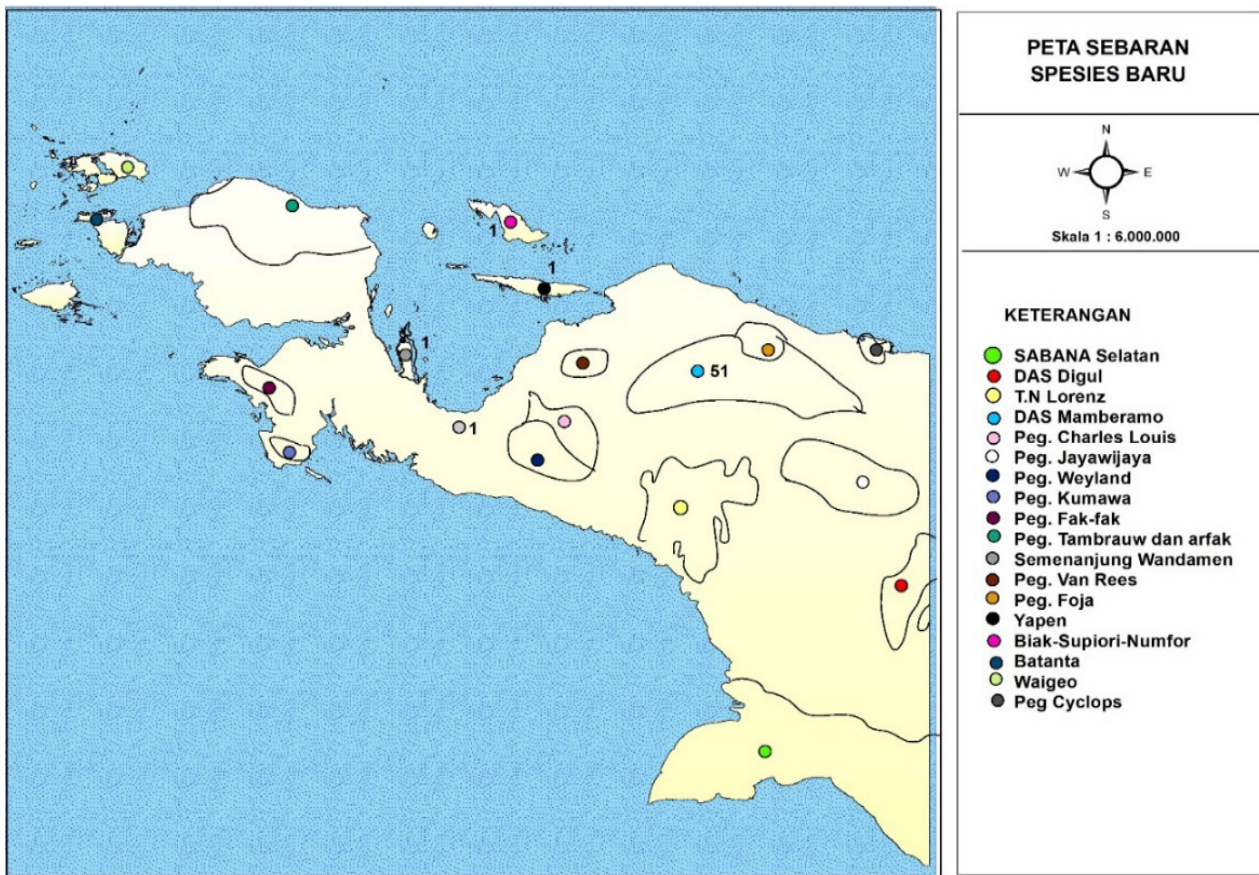 PETA SEBARAN
SPESIES BARU
N
W E
S
Skala 1 : 6.000.000
KETERANGAN
SABANA Selatan
DAS Digul
T.N Lorenz
DAS Mamberamo
Peg. Charles Louis
Peg. Jayawijaya
Peg. Weyland
Peg. Kumawa
Peg. Fak-fak
Peg. Tambrauw dan arfak
Semenanjung Wandamen
Peg. Van Rees
Peg. Foja
Yapen
Biak-Supiori-Numfor
Batanta
Waigeo
Peg Cyclops
1
1
1
51
1